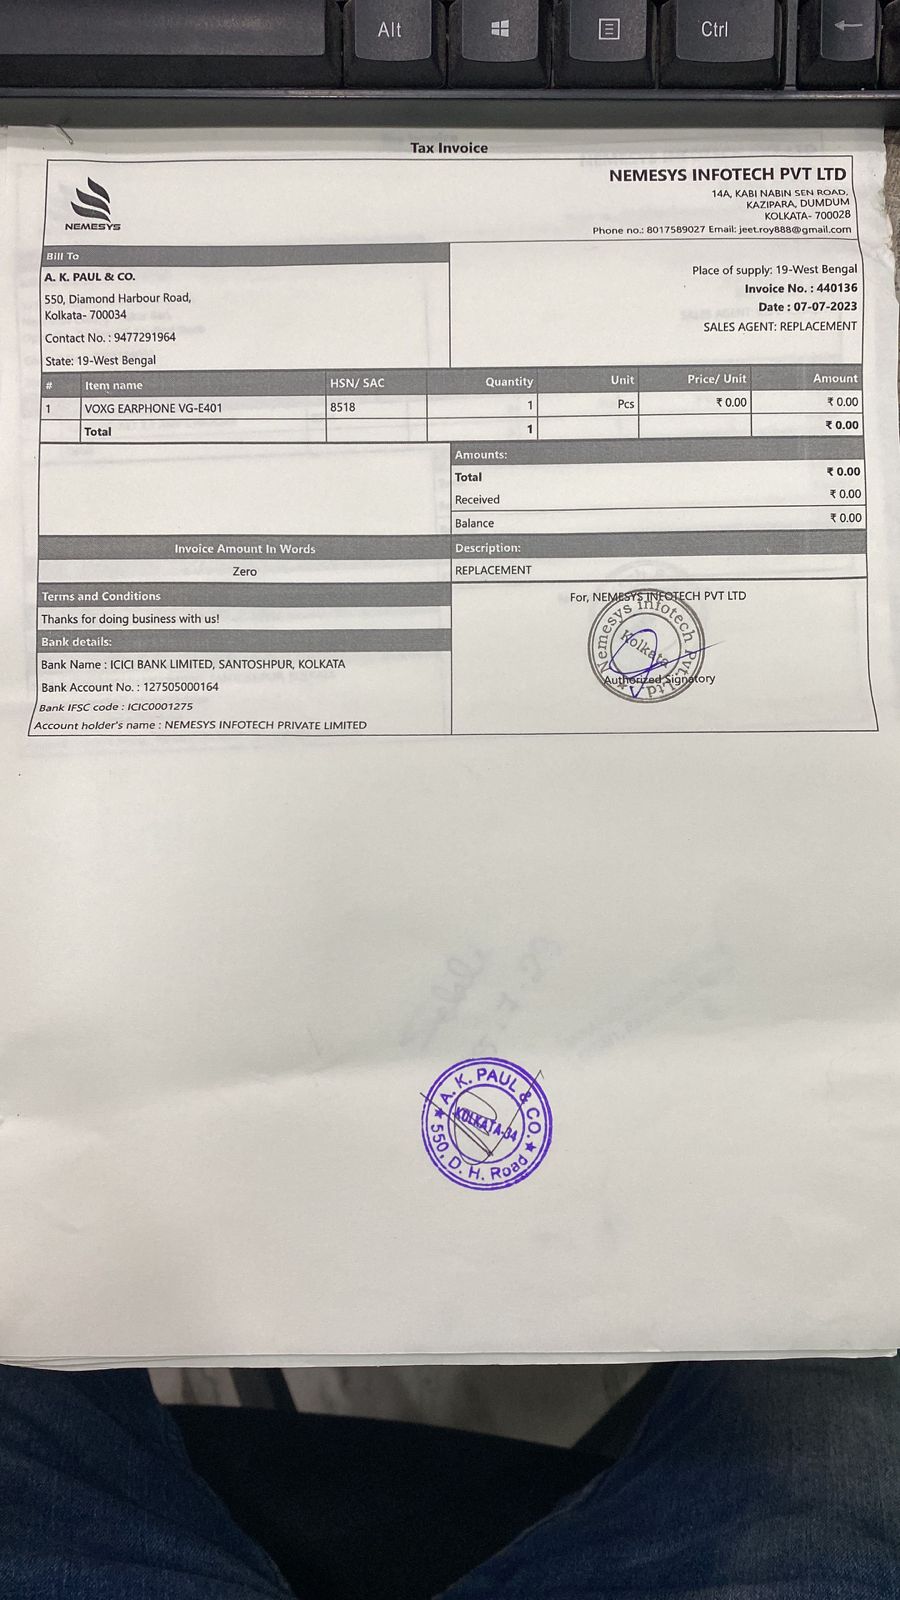 Alt
Ctrl
Tax Invoice
NEMESYS
NEMESYS INFOTECH PVT LTD
14A, KABI NABIN SEN ROAD,
KAZIPARA, DUMDUM
KOLKATA- 700028
Phone no.: 8017589027 Email: jeet.roy888@gmail.com
Bill To
A. K. PAUL & CO.
550, Diamond Harbour Road,
Kolkata- 700034
Contact No. : 9477291964
State: 19-West Bengal
Place of supply: 19-West Bengal
Invoice No. : 440136
Date : 07-07-2023
SALES AGENT: REPLACEMENT
# Item name HSN/ SAC Quantity Unit Price/ Unit Amount
1 VOXG EARPHONE VG-E401 8518 1 Pcs ₹ 0.00 ₹ 0.00
Total 1 ₹ 0.00
Amounts:
Total ₹ 0.00
Received ₹ 0.00
Balance ₹ 0.00
Invoice Amount In Words
Zero
Description:
REPLACEMENT
Terms and Conditions
Thanks for doing business with us!
Bank details:
Bank Name : ICICI BANK LIMITED, SANTOSHPUR, KOLKATA
Bank Account No. : 127505000164
Bank IFSC code : ICIC0001275
Account holder's name : NEMESYS INFOTECH PRIVATE LIMITED
For, NEMESYS INFOTECH PVT LTD
Nemesys Infotech Pvt. Ltd.
Kolkata
Authorized Signatory
A. K. PAUL & CO.
KOLKATA-34
550, D. H. Road